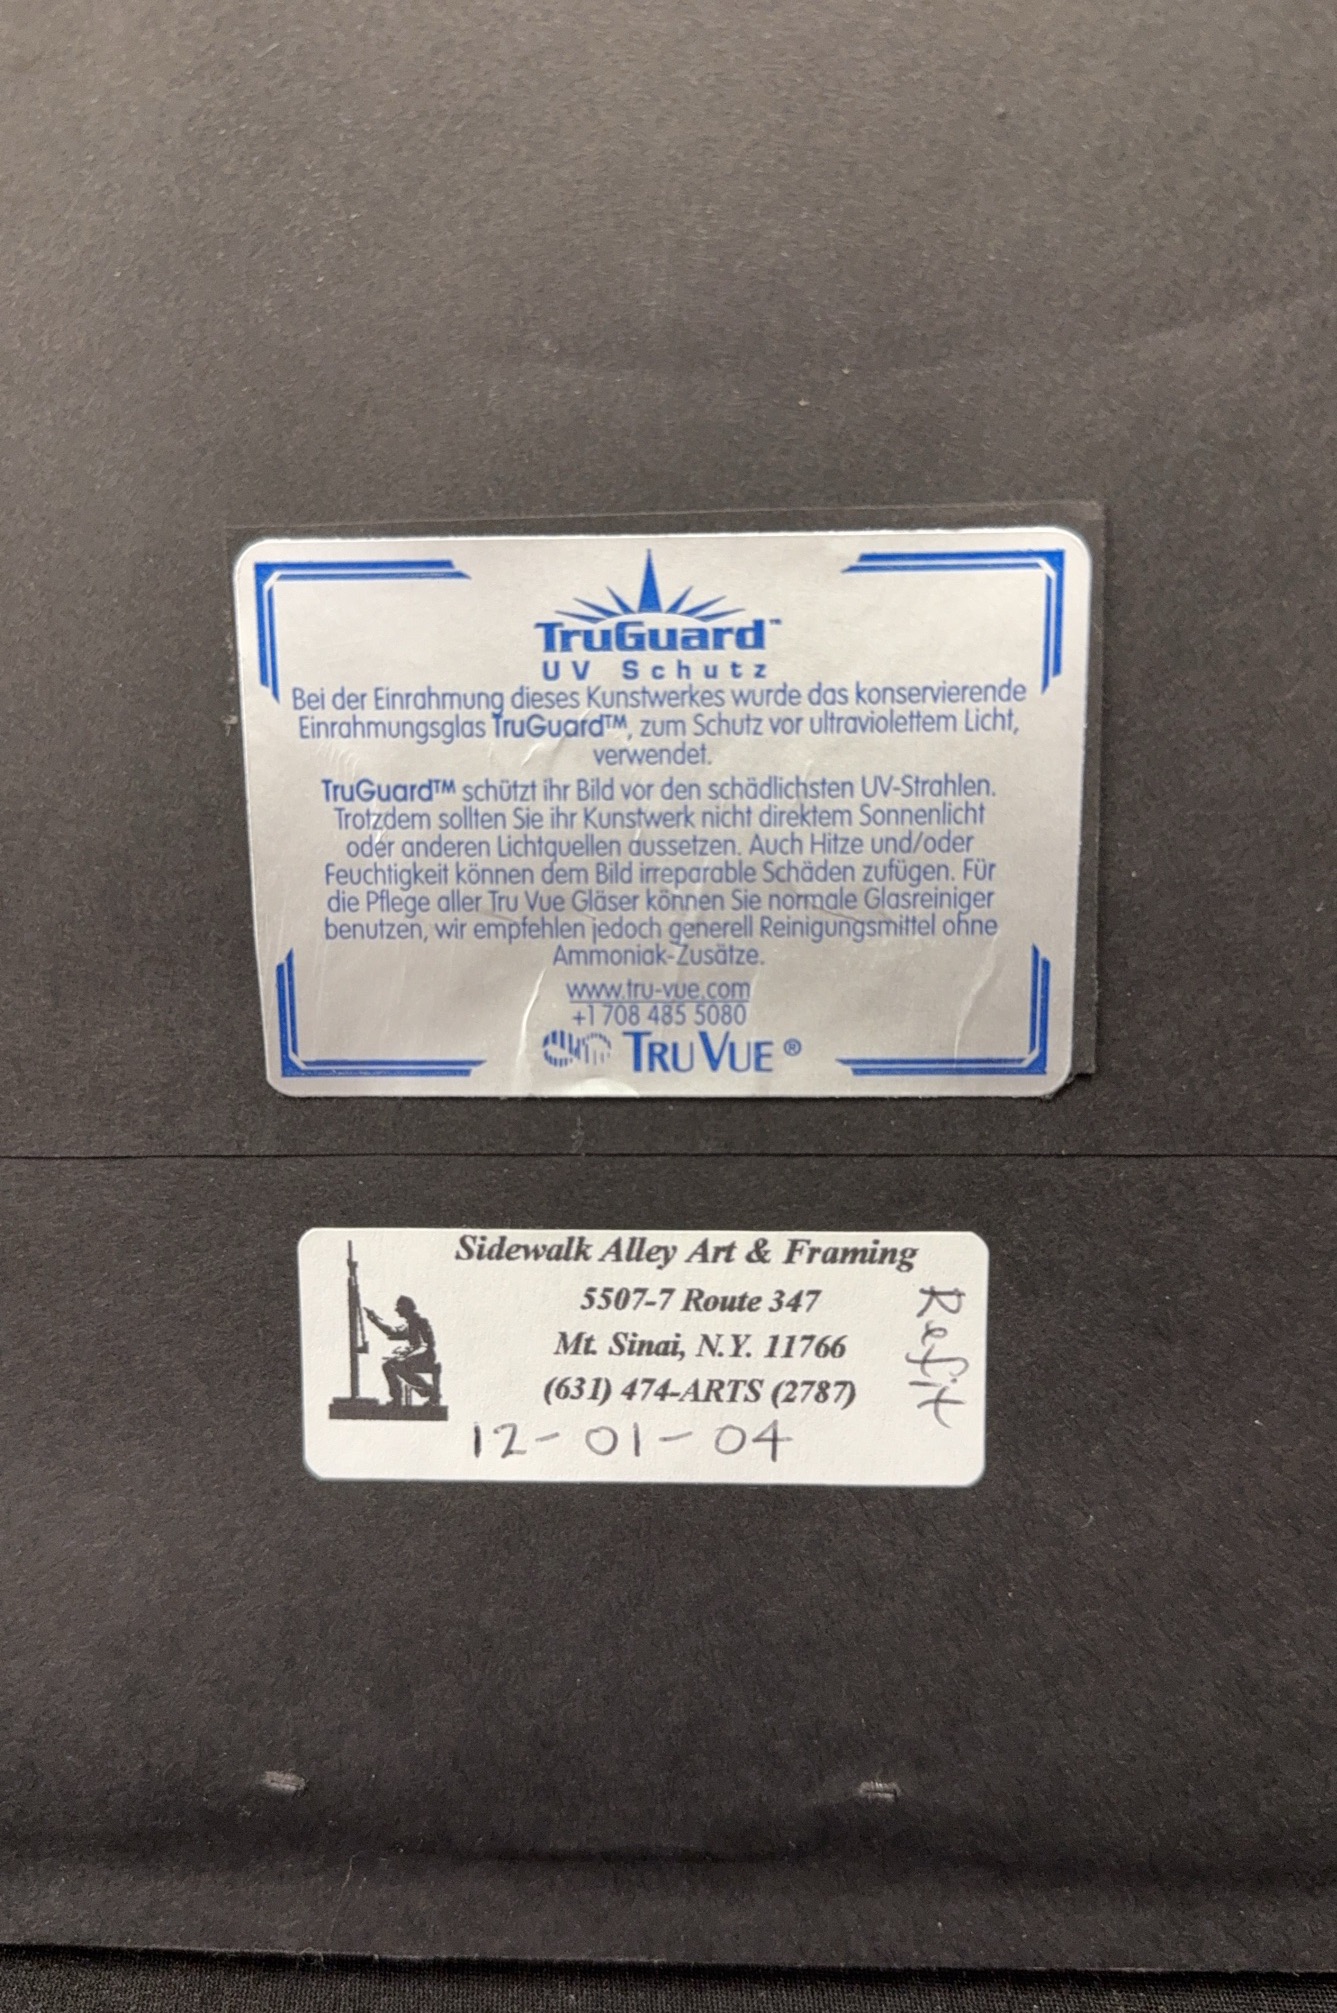 TruGuard™
UV Schutz
Bei der Einrahmung dieses Kunstwerkes wurde das konservierende
Einrahmungsglas TruGuard™, zum Schutz vor ultraviolettem Licht,
verwendet.
TruGuard™ schützt ihr Bild vor den schädlichsten UV-Strahlen.
Trotzdem sollten Sie ihr Kunstwerk nicht direktem Sonnenlicht
oder anderen Lichtquellen aussetzen. Auch Hitze und/oder
Feuchtigkeit können dem Bild irreparable Schäden zufügen. Für
die Pflege aller Tru Vue Gläser können Sie normale Glasreiniger
benutzen, wir empfehlen jedoch generell Reinigungsmittel ohne
Ammoniak-Zusätze.
www.tru-vue.com
+1 708 485 5080
TRU VUE®
Sidewalk Alley Art & Framing
5507-7 Route 347
Mt. Sinai, N.Y. 11766
(631) 474-ARTS (2787)
12-01-04
Refit